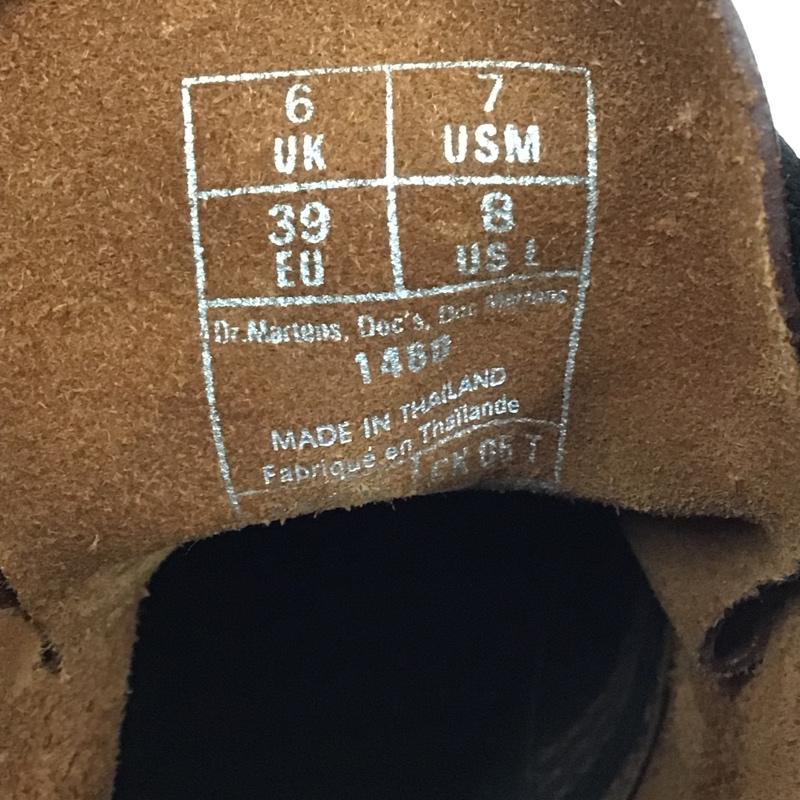 6 7
UK USM
39 8
EU US L
Dr.Martens, Doc's, Doc Martens
1460
MADE IN THAILAND
Fabriqué en Thaïlande